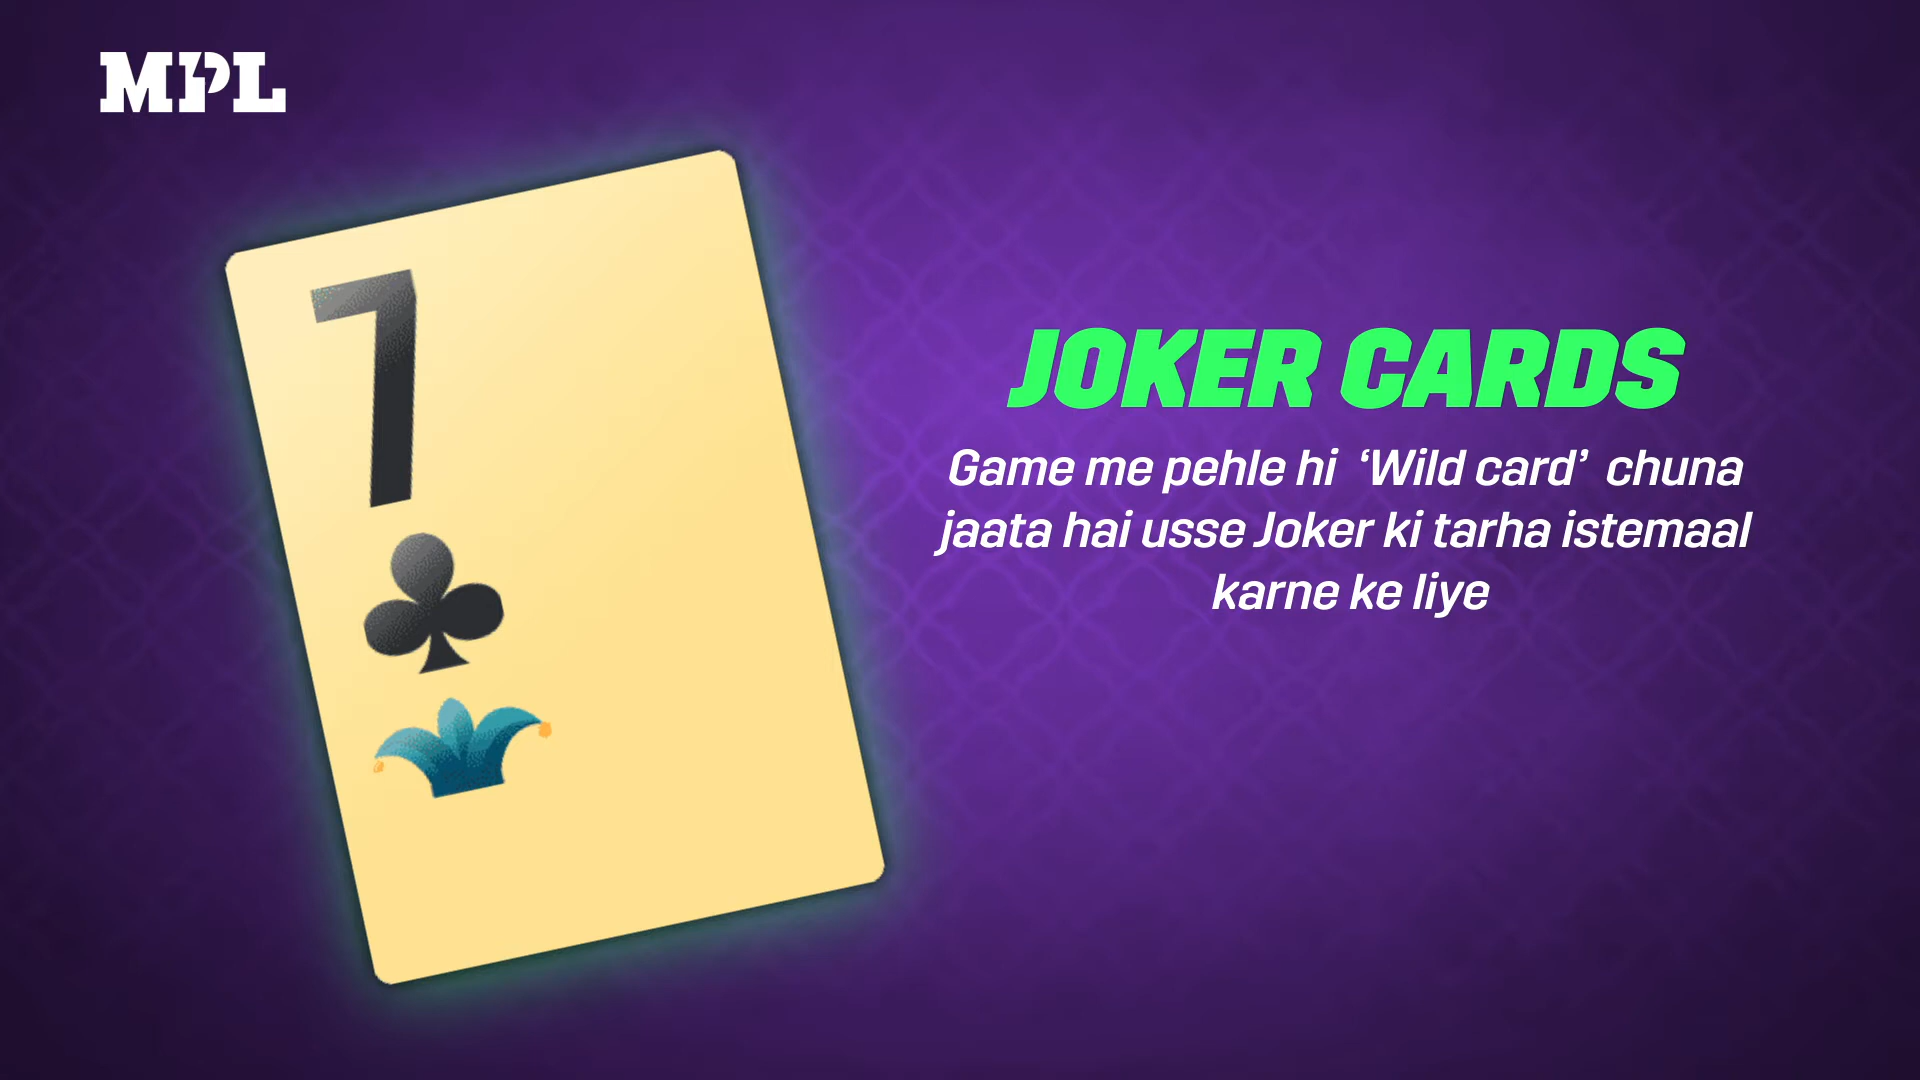 MPL
7
JOKER CARDS
Game me pehle hi ‘Wild card’ chuna
jaata hai usse Joker ki tarha istemaal
karne ke liye